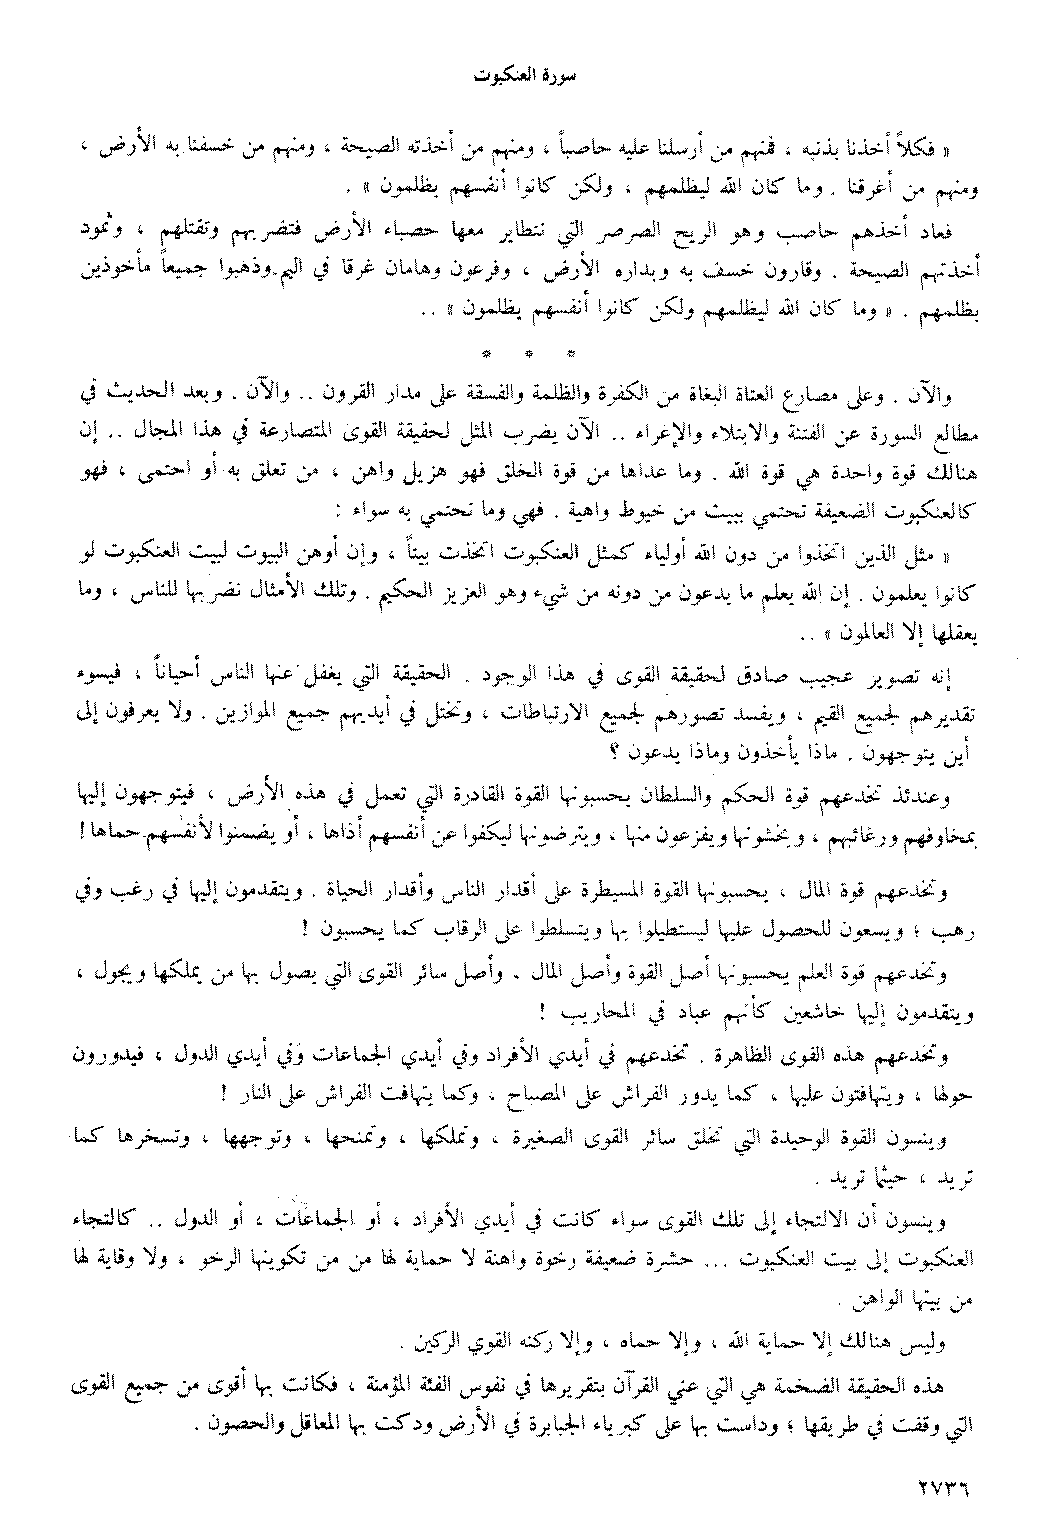 سورة العنكبوت
« فكلاً أخذنا بذنبه ، فمنهم من أرسلنا عليه حاصباً ، ومنهم من أخذته الصيحة ، ومنهم من خسفنا به الأرض ،
ومنهم من أغرقنا . وما كان الله ليظلمهم ، ولكن كانوا أنفسهم يظلمون » .
فعاد أخذهم حاصب وهو الريح الصرصر التي تتطاير معها حصباء الأرض فتضربهم وتقتلهم ، وثمود
أخذتهم الصيحة . وقارون خسف به وبداره الأرض ، وفرعون وهامان غرقا في اليم . وذهبوا جميعاً مأخوذين
بظلمهم . « وما كان الله ليظلمهم ولكن كانوا أنفسهم يظلمون » ..
* * *
والآن . وعلى مصارع العتاة البغاة من الكفرة والظلمة والفسقة على مدار القرون .. والآن . وبعد الحديث في
مطالع السورة عن الفتنة والابتلاء والإغراء .. الآن يضرب المثل لحقيقة القوى المتصارعة في هذا المجال .. إن
هنالك قوة واحدة هي قوة الله . وما عداها من قوة الخلق فهو هزيل واهن ، من تعلق به أو احتمى ، فهو
كالعنكبوت الضعيفة تحتمي ببيت من خيوط واهية . فهي وما تحتمي به سواء :
« مثل الذين اتخذوا من دون الله أولياء كمثل العنكبوت اتخذت بيتاً ، وإن أوهن البيوت لبيت العنكبوت لو
كانوا يعلمون . إن الله يعلم ما يدعون من دونه من شيء وهو العزيز الحكيم . وتلك الأمثال نضربها للناس ، وما
يعقلها إلا العالمون » ..
إنه تصوير عجيب صادق لحقيقة القوى في هذا الوجود . الحقيقة التي يغفل عنها الناس أحياناً ، فيسوء
تقديرهم لجميع القيم ، ويفسد تصورهم لجميع الارتباطات ، وتختل في أيديهم جميع الموازين . ولا يعرفون إلى
أين يتوجهون . ماذا يأخذون وماذا يدعون ؟
وعندئذ تخدعهم قوة الحكم والسلطان يحسبونها القوة القادرة التي تعمل في هذه الأرض ، فيتوجهون إليها
بمخاوفهم ورغائبهم ، ويخشونها ويفزعون منها ، ويترضونها ليكفوا عن أنفسهم أذاها ، أو يضمنوا لأنفسهم حماها !
وتخدعهم قوة المال ، يحسبونها القوة المسيطرة على أقدار الناس وأقدار الحياة . ويتقدمون إليها في رغب وفي
رهب ؛ ويسعون للحصول عليها ليستطيلوا بها ويتسلطوا على الرقاب كما يحسبون !
وتخدعهم قوة العلم يحسبونها أصل القوة وأصل المال . وأصل سائر القوى التي يصول بها من يملكها ويجول ،
ويتقدمون إليها خاشعين كأنهم عباد في المحاريب !
وتخدعهم هذه القوى الظاهرة . تخدعهم في أيدي الأفراد وفي أيدي الجماعات وفي أيدي الدول ، فيدورون
حولها ، ويتهافتون عليها ، كما يدور الفراش على المصباح ، وكما يتهافت الفراش على النار !
وينسون القوة الوحيدة التي تخلق سائر القوى الصغيرة ، وتملكها ، وتمنحها ، وتوجهها ، وتسخرها كما
تريد ، حيثما تريد .
وينسون أن الالتجاء إلى تلك القوى سواء كانت في أيدي الأفراد ، أو الجماعات ، أو الدول .. كالتجاء
العنكبوت إلى بيت العنكبوت ... حشرة ضعيفة رخوة واهنة لا حماية لها من من تكوينها الرخو ، ولا وقاية لها
من بيتها الواهن .
وليس هنالك إلا حماية الله ، وإلا حماه ، وإلا ركنه القوي الركين .
هذه الحقيقة الضخمة هي التي عني القرآن بتقريرها في نفوس الفئة المؤمنة ، فكانت بها أقوى من جميع القوى
التي وقفت في طريقها ؛ وداست بها على كبرياء الجبابرة في الأرض ودكت بها المعاقل والحصون .
٢٧٣٦